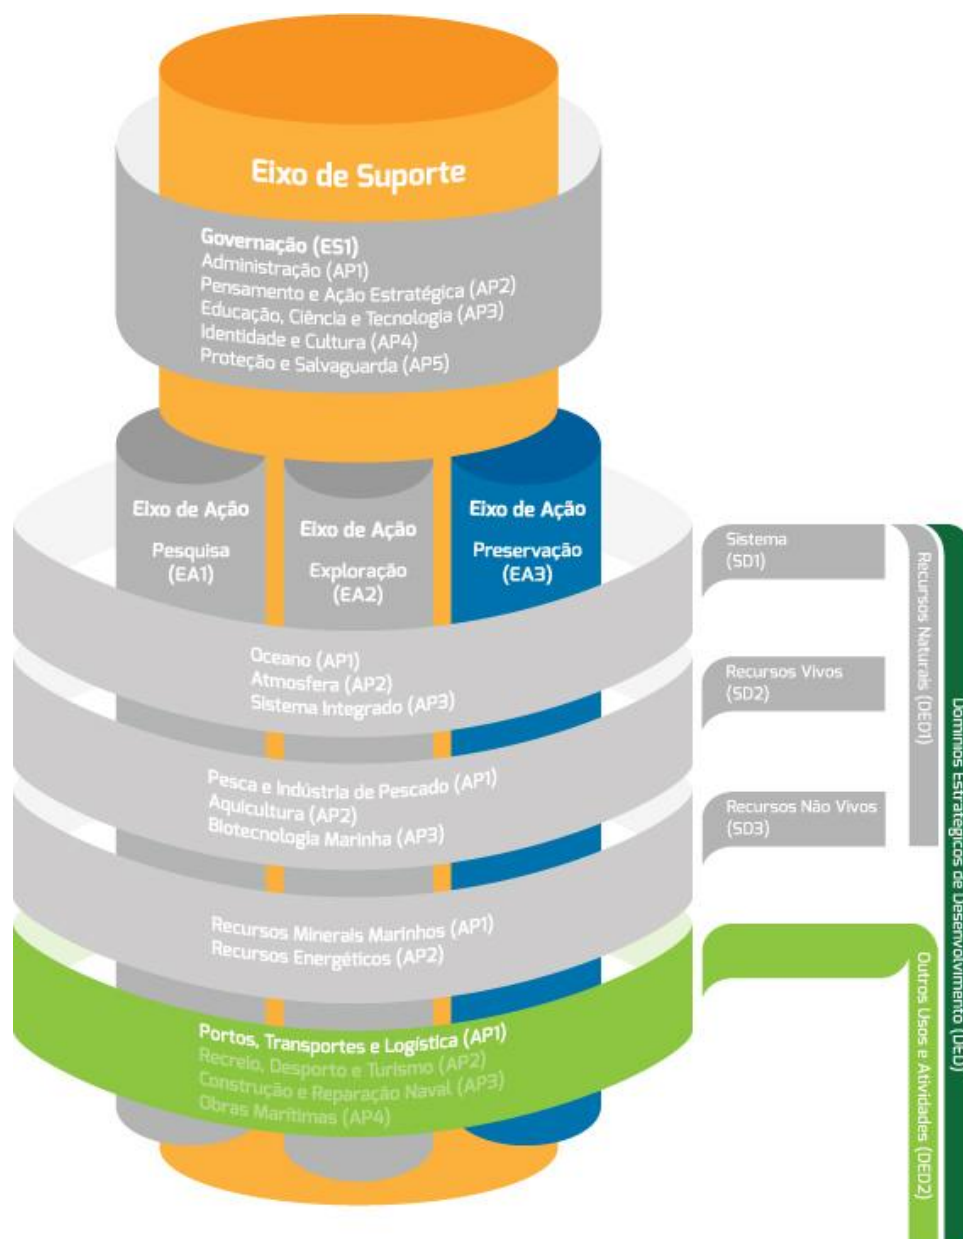 Eixo de Suporte
Governação (ES1)
Administração (AP1)
Pensamento e Ação Estratégica (AP2)
Educação, Ciência e Tecnologia (AP3)
Identidade e Cultura (AP4)
Proteção e Salvaguarda (AP5)
Eixo de Ação
Pesquisa
(EA1)
Eixo de Ação
Exploração
(EA2)
Eixo de Ação
Preservação
(EA3)
Oceano (AP1)
Atmosfera (AP2)
Sistema Integrado (AP3)
Pesca e Indústria de Pescado (AP1)
Aquicultura (AP2)
Biotecnologia Marinha (AP3)
Recursos Minerais Marinhos (AP1)
Recursos Energéticos (AP2)
Portos, Transportes e Logística (AP1)
Recreio, Desporto e Turismo (AP2)
Construção e Reparação Naval (AP3)
Obras Marítimas (AP4)
Sistema
(SD1)
Recursos Vivos
(SD2)
Recursos Não Vivos
(SD3)
Recursos Naturais (DED1)
Outros Usos e Atividades (DED2)
Domínios Estratégicos de Desenvolvimento (DED)